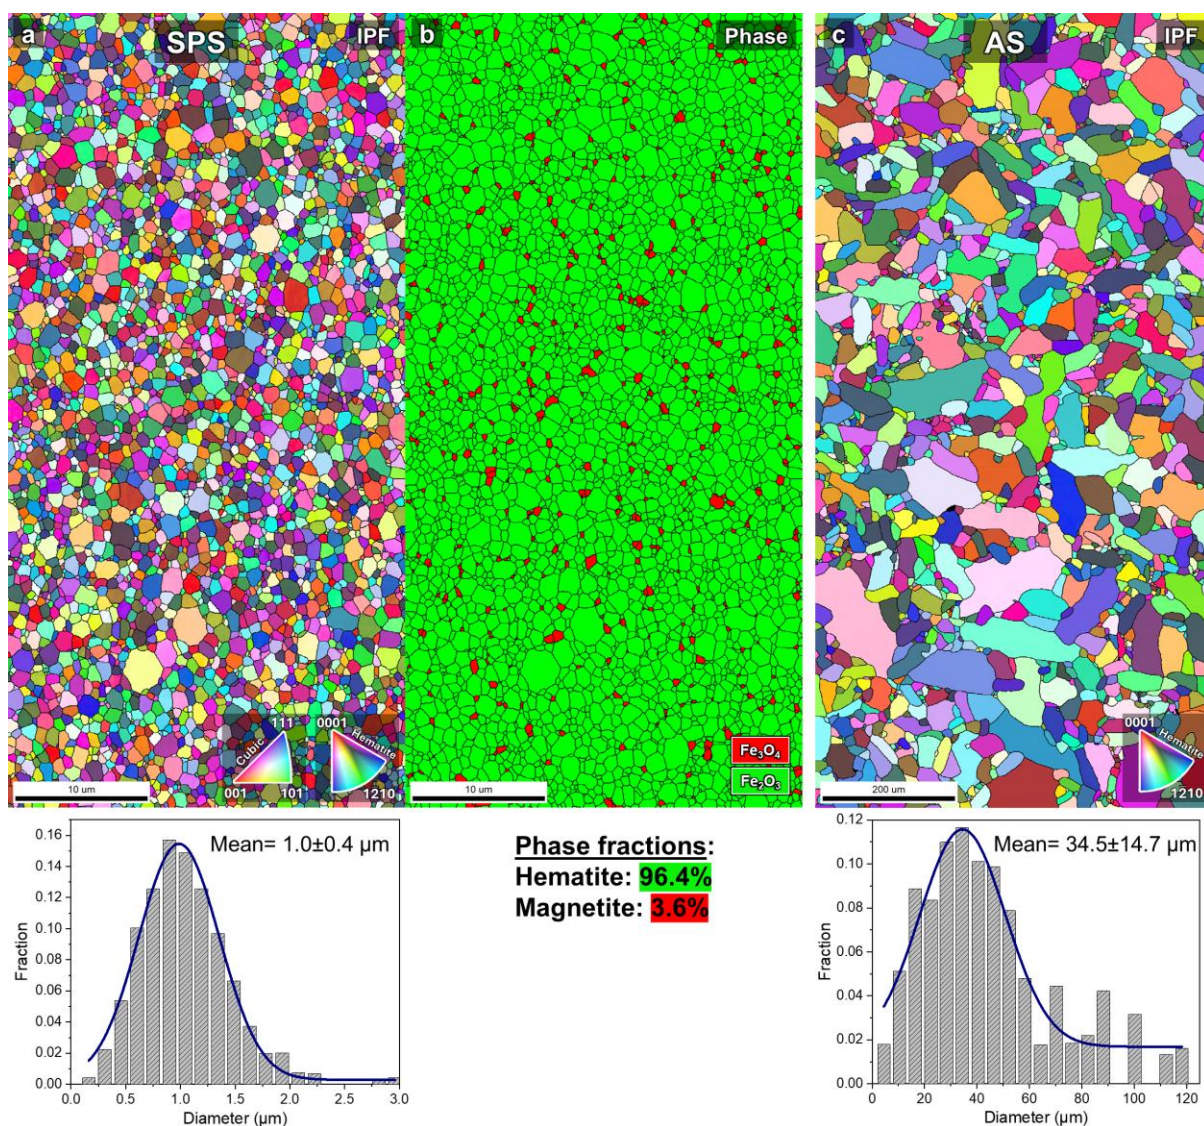 a SPS IPF
b Phase
c AS IPF
111 0001
Cubic Hematite
001 101 1210
10 um
Fe3O4
Fe2O3
10 um
0001
Hematite
1210
200 um
Mean= 1.0±0.4 µm
0.16
0.14
0.12
0.10
0.08
0.06
0.04
0.02
0.00
Fraction
0.0 0.5 1.0 1.5 2.0 2.5 3.0
Diameter (µm)
Phase fractions:
Hematite: 96.4%
Magnetite: 3.6%
Mean= 34.5±14.7 µm
0.12
0.10
0.08
0.06
0.04
0.02
0.00
Fraction
0 20 40 60 80 100 120
Diameter (µm)